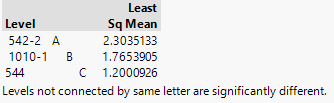 Least
Level Sq Mean
542-2 A 2.3035133
1010-1 B 1.7653905
544 C 1.2000926
Levels not connected by same letter are significantly different.